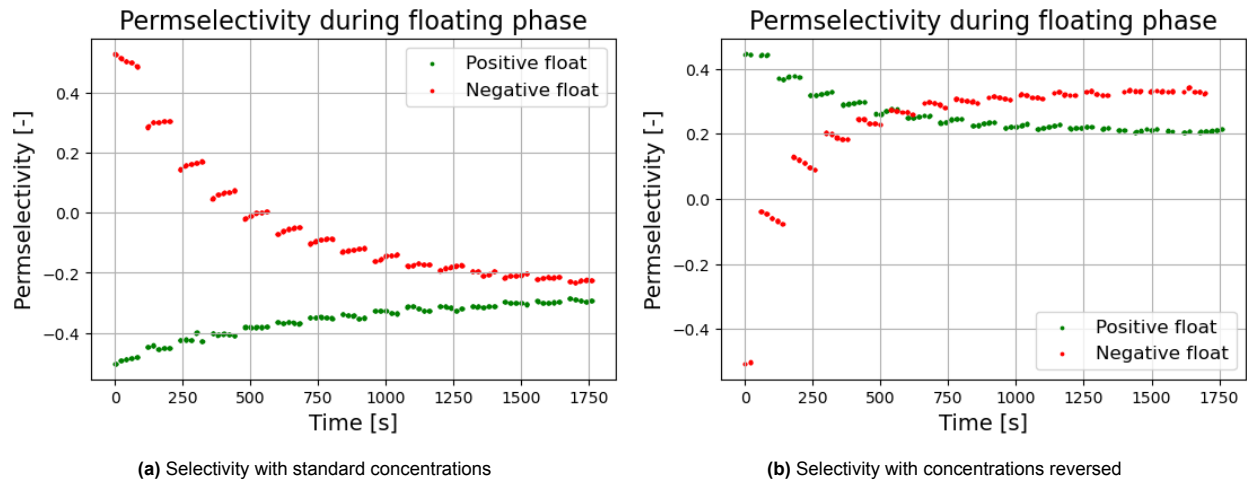 Permselectivity during floating phase
Permselectivity [-]
0.4
0.2
0.0
−0.2
−0.4
Positive float
Negative float
0 250 500 750 1000 1250 1500 1750
Time [s]
(a) Selectivity with standard concentrations
Permselectivity during floating phase
Permselectivity [-]
0.4
0.2
0.0
−0.2
−0.4
Positive float
Negative float
0 250 500 750 1000 1250 1500 1750
Time [s]
(b) Selectivity with concentrations reversed